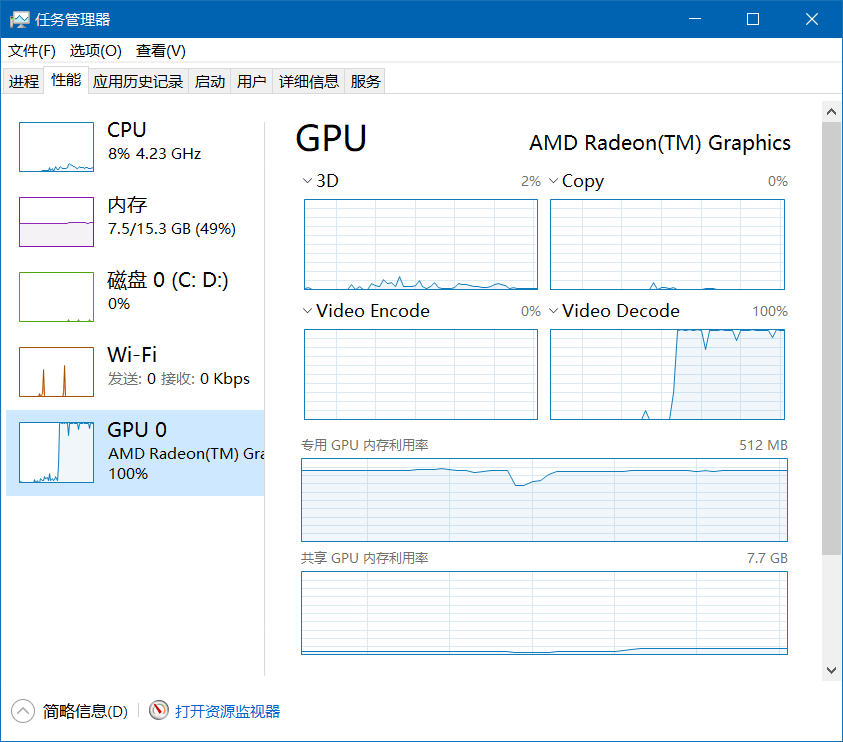 任务管理器
文件(F) 选项(O) 查看(V)
进程 性能 应用历史记录 启动 用户 详细信息 服务
CPU
8% 4.23 GHz
内存
7.5/15.3 GB (49%)
磁盘 0 (C: D:)
0%
Wi-Fi
发送: 0 接收: 0 Kbps
GPU 0
AMD Radeon(TM) Gra
100%
GPU AMD Radeon(TM) Graphics
3D 2% Copy 0%
Video Encode 0% Video Decode 100%
专用 GPU 内存利用率 512 MB
共享 GPU 内存利用率 7.7 GB
简略信息(D) 打开资源监视器